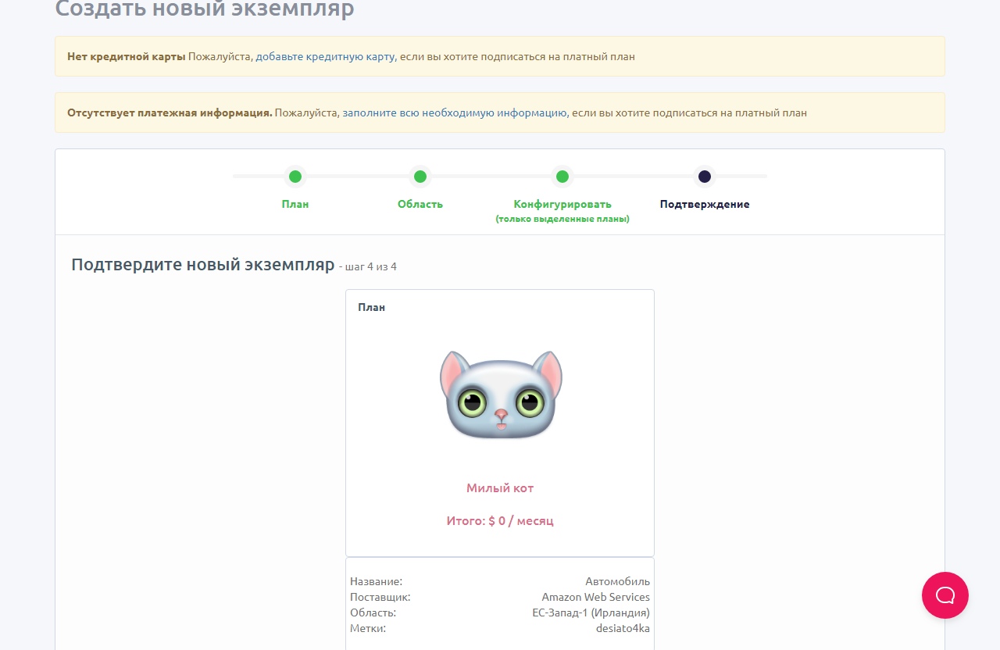 Создать новый экземпляр
Нет кредитной карты Пожалуйста, добавьте кредитную карту, если вы хотите подписаться на платный план
Отсутствует платежная информация. Пожалуйста, заполните всю необходимую информацию, если вы хотите подписаться на платный план
План
Область
Конфигурировать
(только выделенные планы)
Подтверждение
Подтвердите новый экземпляр - шаг 4 из 4
План
Милый кот
Итого: $ 0 / месяц
Название: Автомобиль
Поставщик: Amazon Web Services
Область: ЕС-Запад-1 (Ирландия)
Метки: desiato4ka